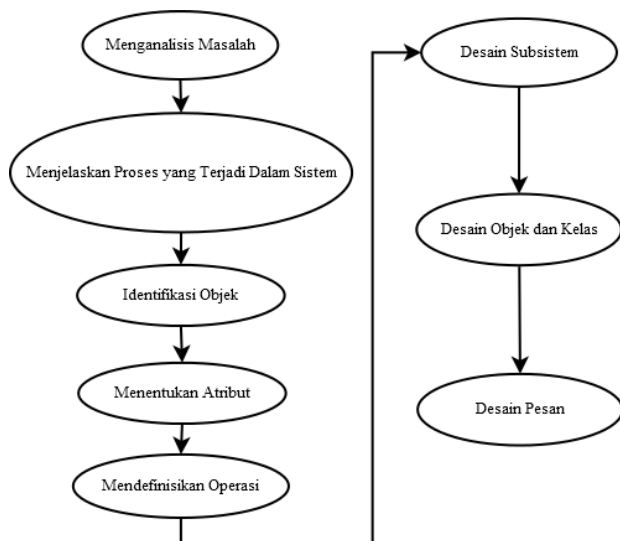 Menganalisis Masalah
Menjelaskan Proses yang Terjadi Dalam Sistem
Identifikasi Objek
Menentukan Atribut
Mendefinisikan Operasi
Desain Subsistem
Desain Objek dan Kelas
Desain Pesan